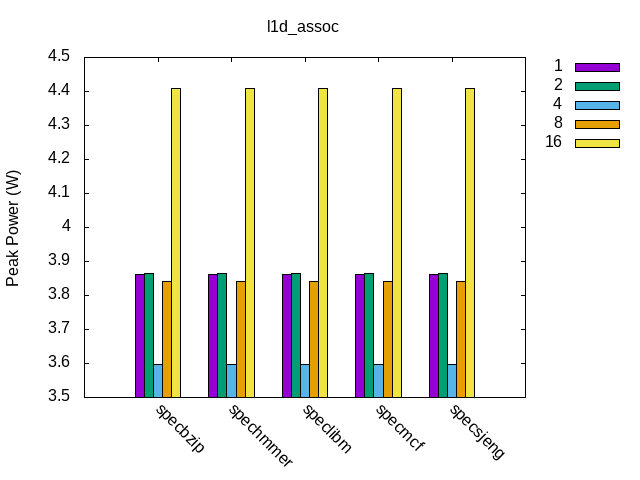 l1d_assoc
Peak Power (W)
4.5
4.4
4.3
4.2
4.1
4
3.9
3.8
3.7
3.6
3.5
specbzip
spechmmer
speclibm
specmcf
specsjeng
1
2
4
8
16